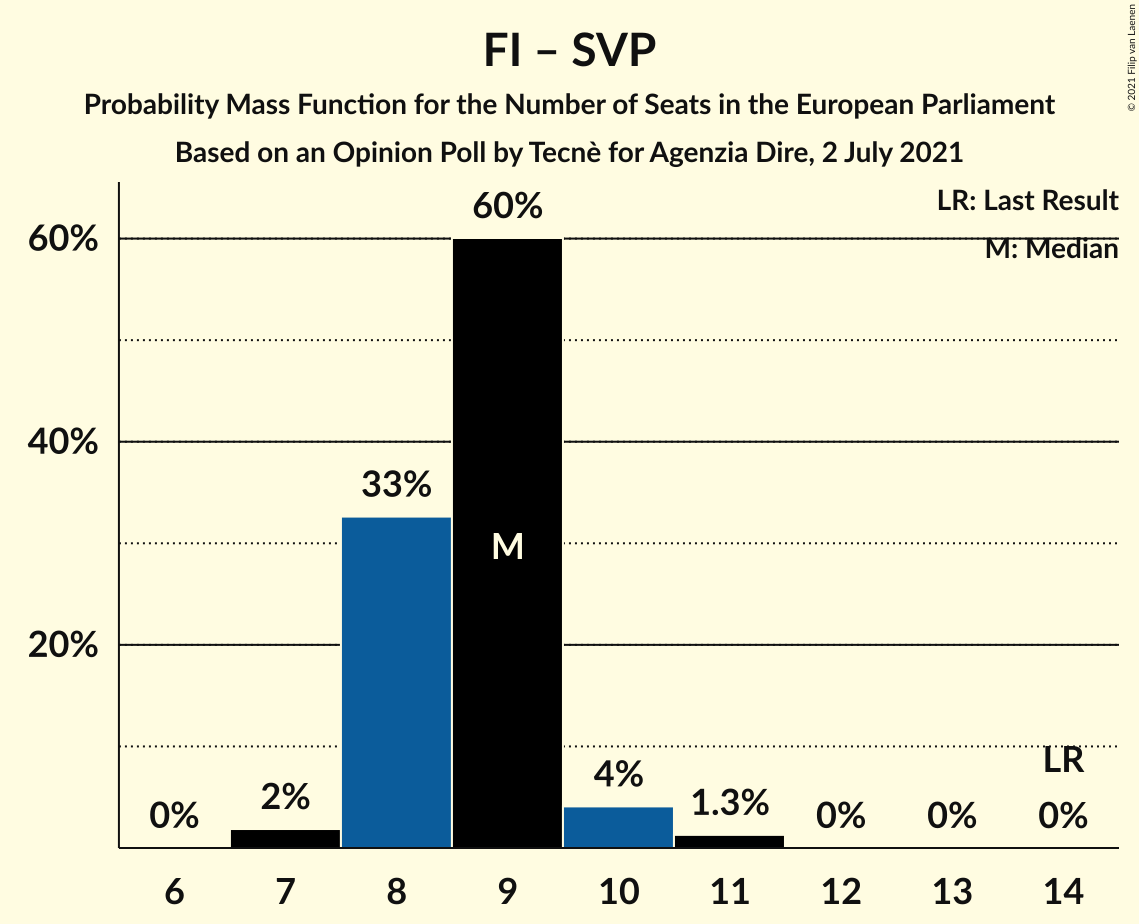 FI – SVP
Probability Mass Function for the Number of Seats in the European Parliament
Based on an Opinion Poll by Tecnè for Agenzia Dire, 2 July 2021
© 2021 Filip van Laenen
LR: Last Result
M: Median
60%
40%
20%
0%
2%
33%
60%
M
4%
1.3%
0%
0%
LR
0%
6 7 8 9 10 11 12 13 14